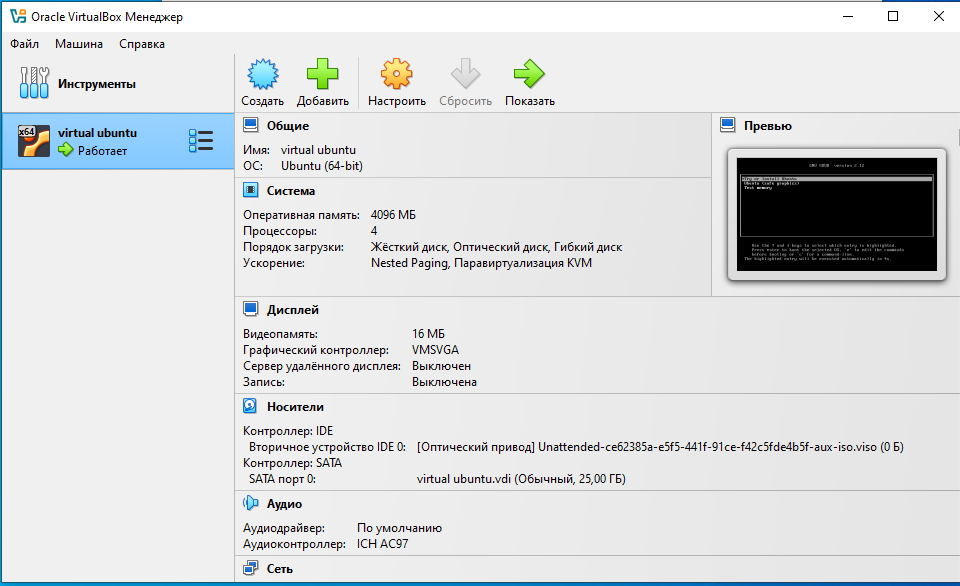 Oracle VirtualBox Менеджер
Файл Машина Справка
Инструменты
Создать Добавить Настроить Сбросить Показать
x64
virtual ubuntu
Работает
Общие
Имя: virtual ubuntu
ОС: Ubuntu (64-bit)
Система
Оперативная память: 4096 МБ
Процессоры: 4
Порядок загрузки: Жёсткий диск, Оптический диск, Гибкий диск
Ускорение: Nested Paging, Паравиртуализация KVM
Превью
GNU GRUB version 2.12
*Try or Install Ubuntu
Ubuntu (safe graphics)
Test memory
Use the ↑ and ↓ keys to select which entry is highlighted.
Press enter to boot the selected OS, 'e' to edit the commands
before booting or 'c' for a command-line.
The highlighted entry will be executed automatically in
Дисплей
Видеопамять: 16 МБ
Графический контроллер: VMSVGA
Сервер удалённого дисплея: Выключен
Запись: Выключена
Носители
Контроллер: IDE
Вторичное устройство IDE 0: [Оптический привод] Unattended-ce62385a-e5f5-441f-91ce-f42c5fde4b5f-aux-iso.viso (0 Б)
Контроллер: SATA
SATA порт 0: virtual ubuntu.vdi (Обычный, 25,00 ГБ)
Аудио
Аудиодрайвер: По умолчанию
Аудиоконтроллер: ICH AC97
Сеть